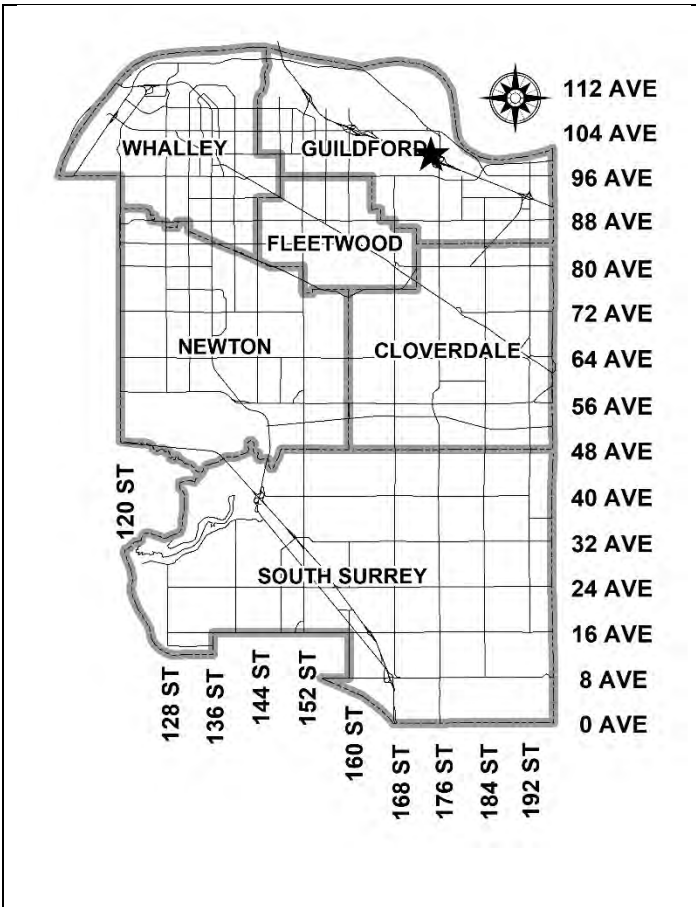 112 AVE
104 AVE
WHALLEY
GUILDFORD
96 AVE
88 AVE
FLEETWOOD
80 AVE
72 AVE
NEWTON
CLOVERDALE
64 AVE
56 AVE
48 AVE
120 ST
40 AVE
32 AVE
SOUTH SURREY
24 AVE
16 AVE
128 ST
136 ST
144 ST
152 ST
8 AVE
160 ST
0 AVE
168 ST
176 ST
184 ST
192 ST